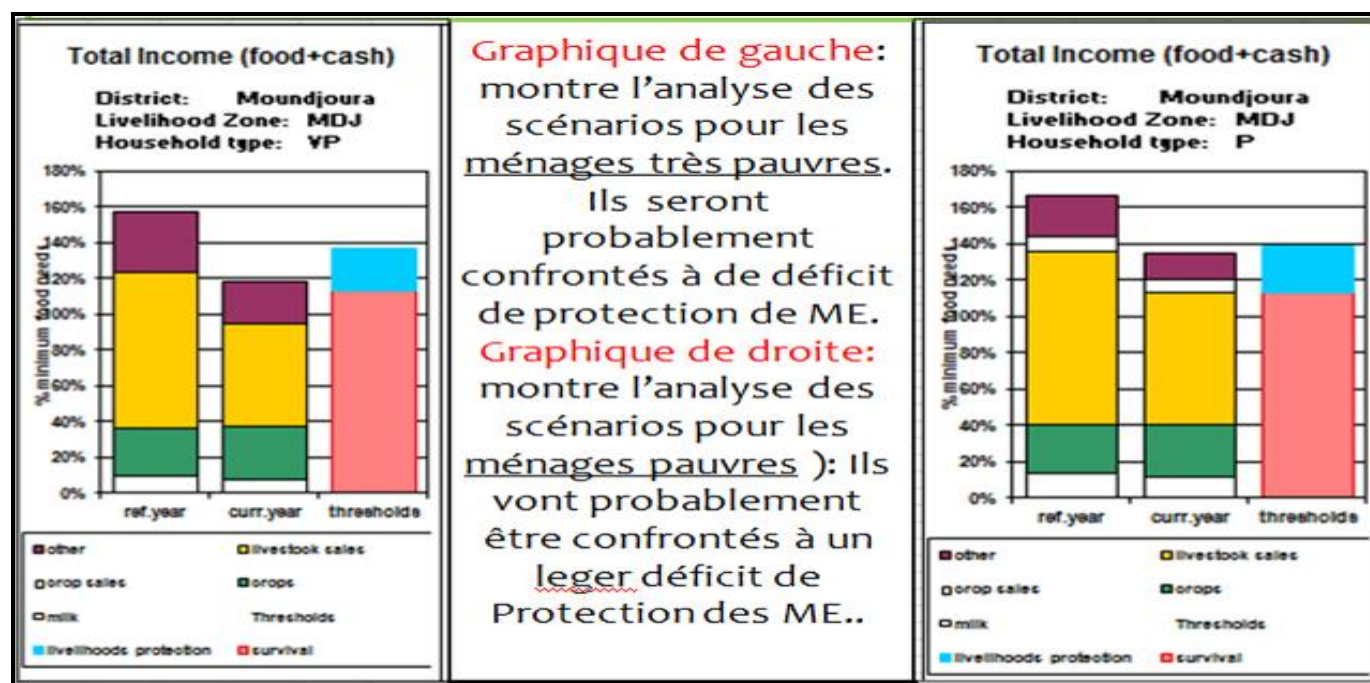 Total Income (food+cash)
District: Moundjoura
Livelihood Zone: MDJ
Household type: VP
180%
160%
140%
120%
100%
80%
60%
40%
20%
0%
% minimum food needs
ref.year curr.year thresholds
other livestock sales
crop sales crops
milk Thresholds
livelihoods protection survival
Graphique de gauche:
montre l’analyse des
scénarios pour les
ménages très pauvres.
Ils seront
probablement
confrontés à de déficit
de protection de ME.
Graphique de droite:
montre l’analyse des
scénarios pour les
ménages pauvres ): Ils
vont probablement
être confrontés à un
leger déficit de
Protection des ME..
Total Income (food+cash)
District: Moundjoura
Livelihood Zone: MDJ
Household type: P
180%
160%
140%
120%
100%
80%
60%
40%
20%
0%
% minimum food needs
ref.year curr.year thresholds
other livestock sales
crop sales crops
milk Thresholds
livelihoods protection survival